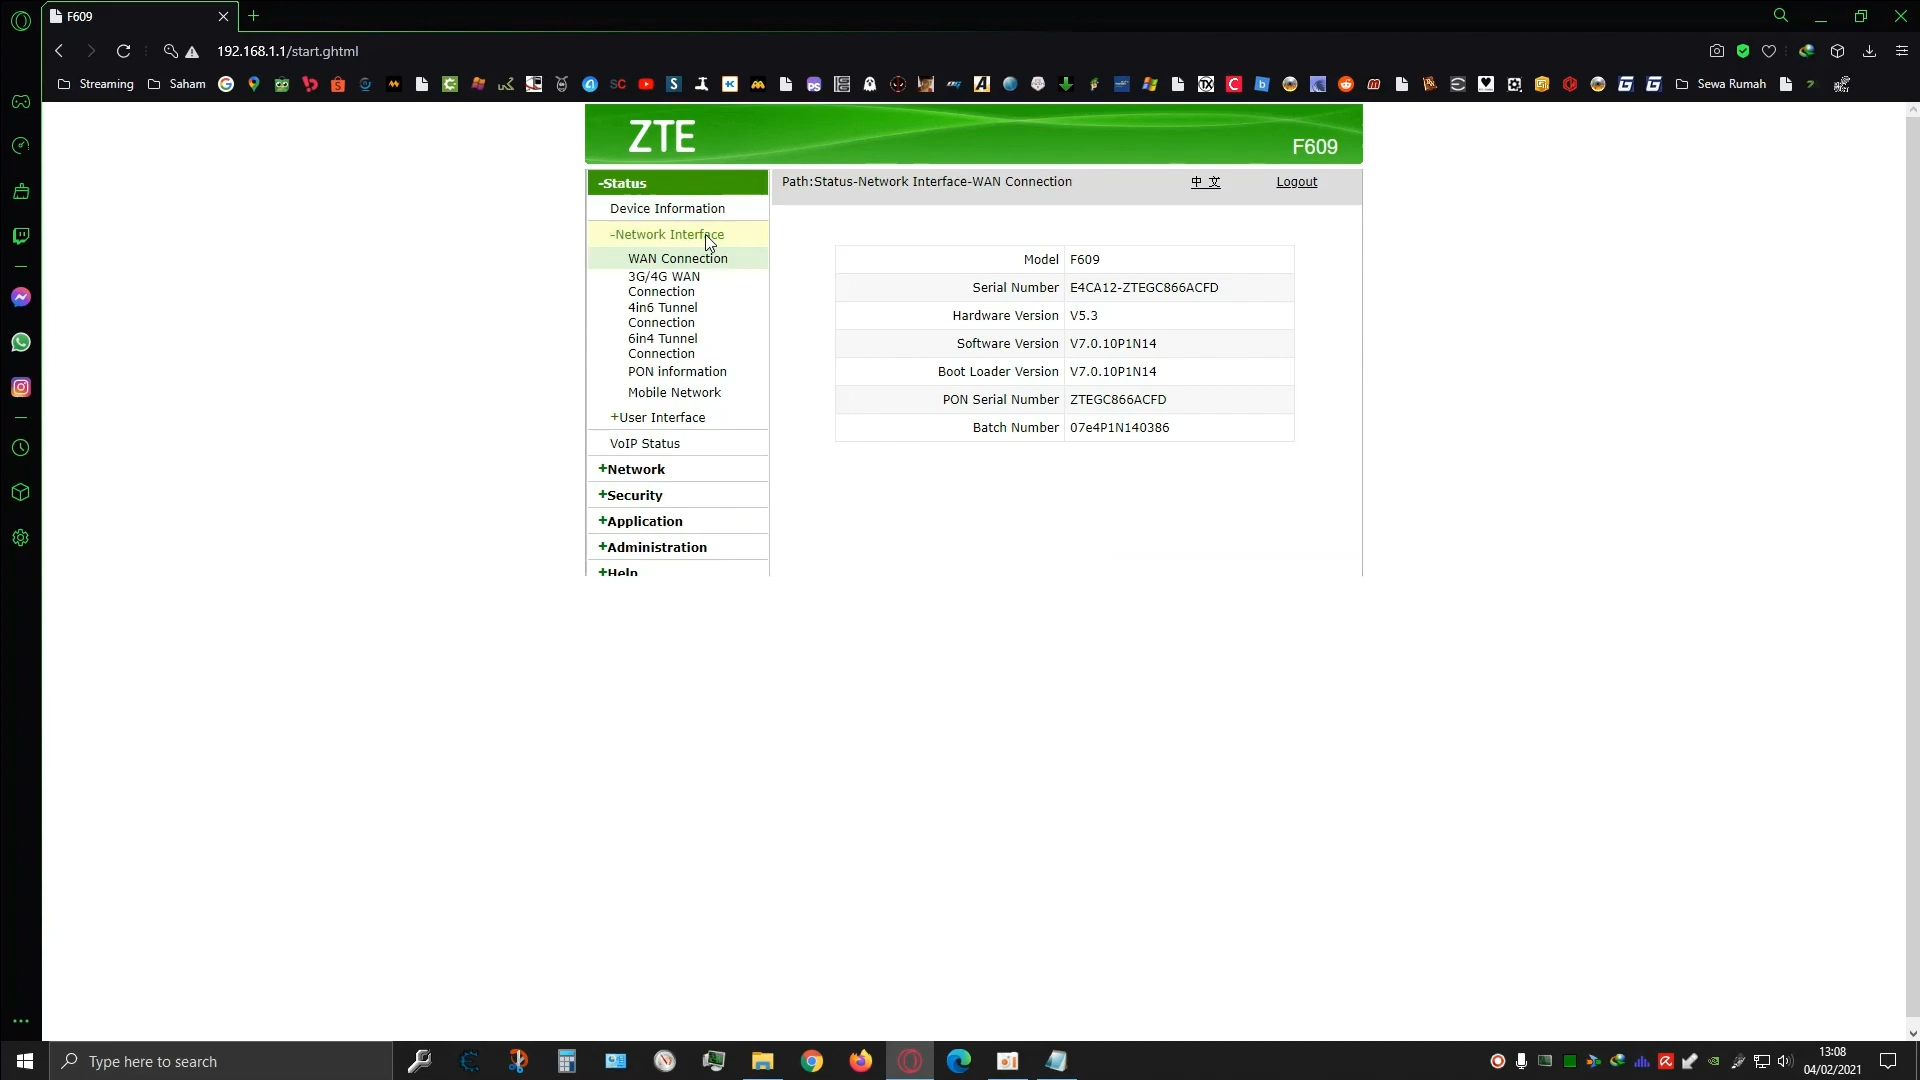 F609
192.168.1.1/start.ghtml
Streaming
Saham
Sewa Rumah
ZTE
F609
-Status
Path:Status-Network Interface-WAN Connection
中 文
Logout
Device Information
-Network Interface
WAN Connection
3G/4G WAN
Connection
4in6 Tunnel
Connection
6in4 Tunnel
Connection
PON information
Mobile Network
+User Interface
VoIP Status
+Network
+Security
+Application
+Administration
+Help
Model F609
Serial Number E4CA12-ZTEGC866ACFD
Hardware Version V5.3
Software Version V7.0.10P1N14
Boot Loader Version V7.0.10P1N14
PON Serial Number ZTEGC866ACFD
Batch Number 07e4P1N140386
Type here to search
13:08
04/02/2021